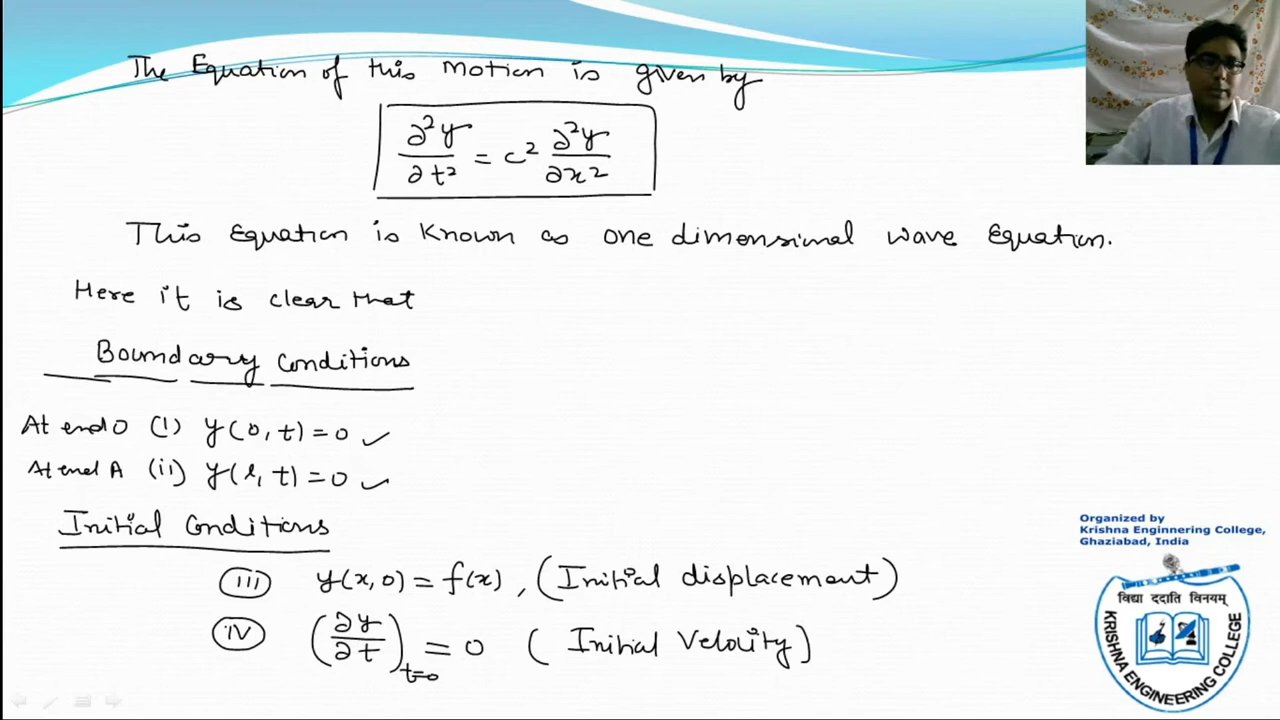 The Equation of this Motion is given by
∂²y/∂t² = c² ∂²y/∂x²
This Equation is Known as one dimensional wave Equation.
Here it is clear that
Boundary Conditions
At end O (i) y(0, t) = 0 ✓
At end A (ii) y(l, t) = 0 ✓
Initial Conditions
(iii) y(x, 0) = f(x), (Initial displacement)
(iv) (∂y/∂t)t=0 = 0 (Initial Velocity)
Organized by
Krishna Enginnering College,
Ghaziabad, India
विद्या ददाति विनयम्
KRISHNA ENGINEERING COLLEGE